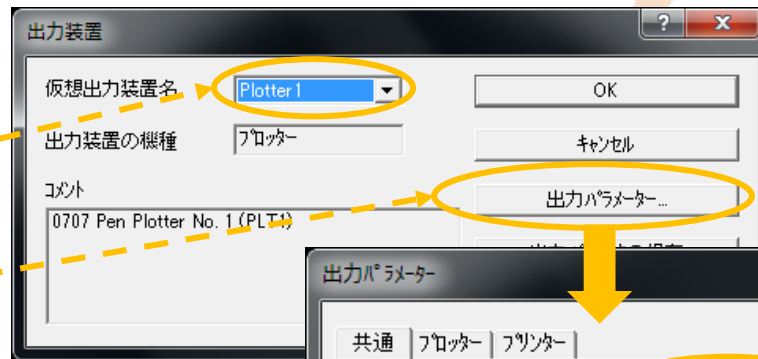 出力装置
仮想出力装置名 Plotter1
OK
出力装置の機種 ﾌﾟﾛｯﾀｰ
ｷｬﾝｾﾙ
ｺﾒﾝﾄ
出力ﾊﾟﾗﾒｰﾀｰ...
0707 Pen Plotter No. 1 (PLT1)
出力ﾊﾟﾗﾒｰﾀｰ
共通 ﾌﾟﾛｯﾀｰ ﾌﾟﾘﾝﾀｰ